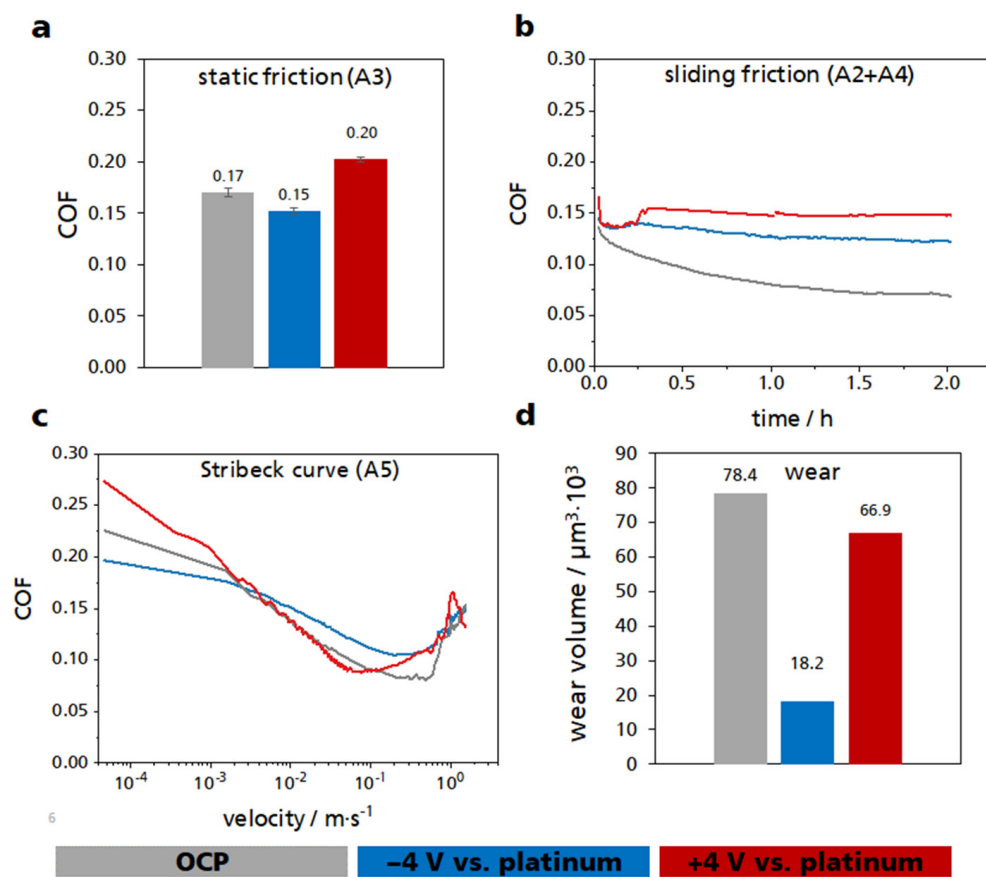 a
static friction (A3)
COF
0.30
0.25
0.20
0.15
0.10
0.05
0.00
0.17
0.15
0.20
b
sliding friction (A2+A4)
COF
0.30
0.25
0.20
0.15
0.10
0.05
0.00
0.0 0.5 1.0 1.5 2.0
time / h
c
Stribeck curve (A5)
COF
0.30
0.25
0.20
0.15
0.10
0.05
0.00
10⁻⁴ 10⁻³ 10⁻² 10⁻¹ 10⁰
velocity / m·s⁻¹
d
wear
wear volume / µm³·10³
90
80
70
60
50
40
30
20
10
0
78.4
18.2
66.9
6
OCP
−4 V vs. platinum
+4 V vs. platinum